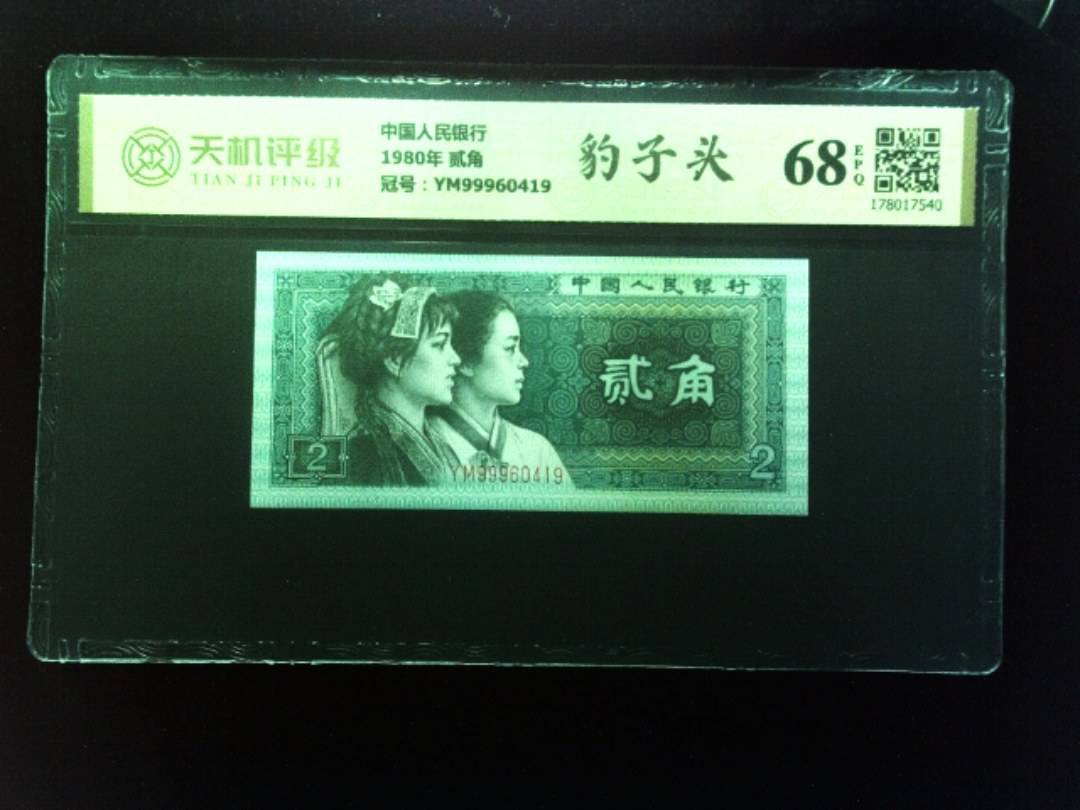 天机评级
TIAN JI PING JI
中国人民银行
1980年 贰角
冠号：YM99960419
豹子头
68
EPQ
178017540
中國人民銀行
贰角
2
YM99960419
2